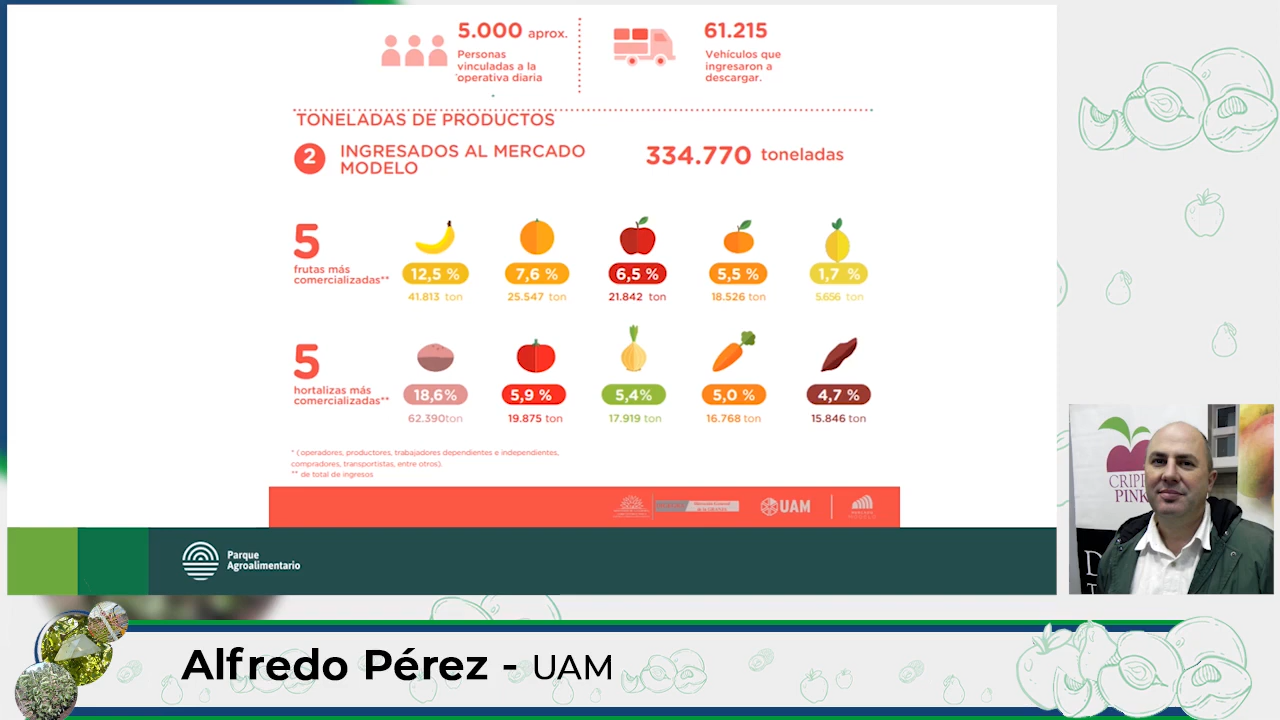 5.000 aprox.
Personas
vinculadas a la
operativa diaria
61.215
Vehículos que
ingresaron a
descargar.
TONELADAS DE PRODUCTOS
2 INGRESADOS AL MERCADO
MODELO
334.770 toneladas
5
frutas más
comercializadas**
12,5 % 7,6 % 6,5 % 5,5 % 1,7 %
41.813 ton 25.547 ton 21.842 ton 18.526 ton 5.656 ton
5
hortalizas más
comercializadas**
18,6% 5,9 % 5,4% 5,0 % 4,7 %
62.390ton 19.875 ton 17.919 ton 16.768 ton 15.846 ton
* (operadores, productores, trabajadores dependientes e independientes,
compradores, transportistas, entre otros).
** de total de ingresos
UAM
Parque
Agroalimentario
CRIPP
PINK
D
Alfredo Pérez - UAM